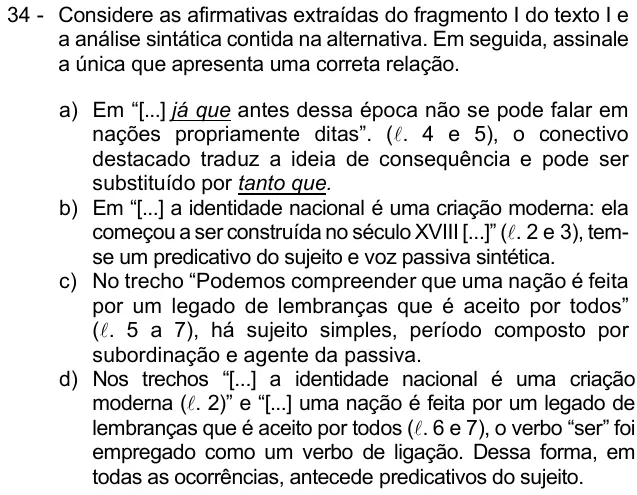 34 - Considere as afirmativas extraídas do fragmento I do texto I e
a análise sintática contida na alternativa. Em seguida, assinale
a única que apresenta uma correta relação.
a) Em “[...] já que antes dessa época não se pode falar em
nações propriamente ditas”. (ℓ. 4 e 5), o conectivo
destacado traduz a ideia de consequência e pode ser
substituído por tanto que.
b) Em “[...] a identidade nacional é uma criação moderna: ela
começou a ser construída no século XVIII [...]” (ℓ. 2 e 3), tem-
se um predicativo do sujeito e voz passiva sintética.
c) No trecho “Podemos compreender que uma nação é feita
por um legado de lembranças que é aceito por todos”
(ℓ. 5 a 7), há sujeito simples, período composto por
subordinação e agente da passiva.
d) Nos trechos “[...] a identidade nacional é uma criação
moderna (ℓ. 2)” e “[...] uma nação é feita por um legado de
lembranças que é aceito por todos (ℓ. 6 e 7), o verbo “ser” foi
empregado como um verbo de ligação. Dessa forma, em
todas as ocorrências, antecede predicativos do sujeito.